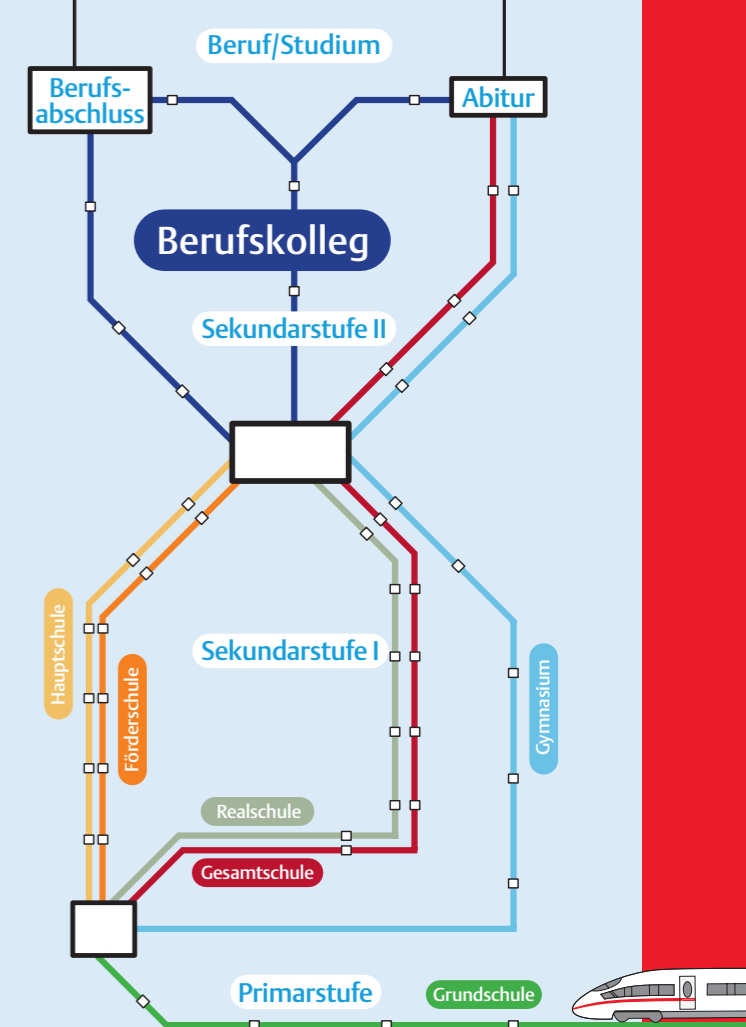 Beruf/Studium
Berufs-
abschluss
Abitur
Berufskolleg
Sekundarstufe II
Hauptschule
Förderschule
Sekundarstufe I
Gymnasium
Realschule
Gesamtschule
Primarstufe
Grundschule